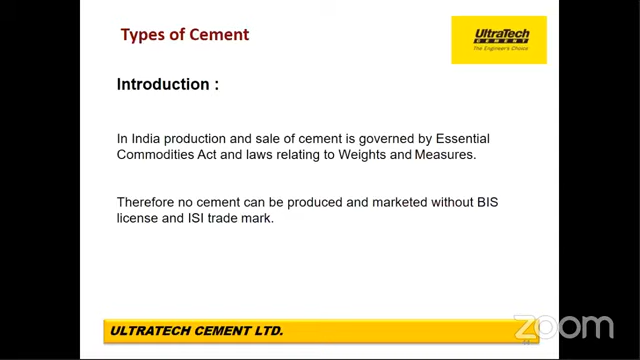 Types of Cement
UltraTech
CEMENT
The Engineer's Choice
Introduction :
In India production and sale of cement is governed by Essential
Commodities Act and laws relating to Weights and Measures.
Therefore no cement can be produced and marketed without BIS
license and ISI trade mark.
ULTRATECH CEMENT LTD.
zoom